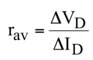 r_av = ΔV_D / ΔI_D